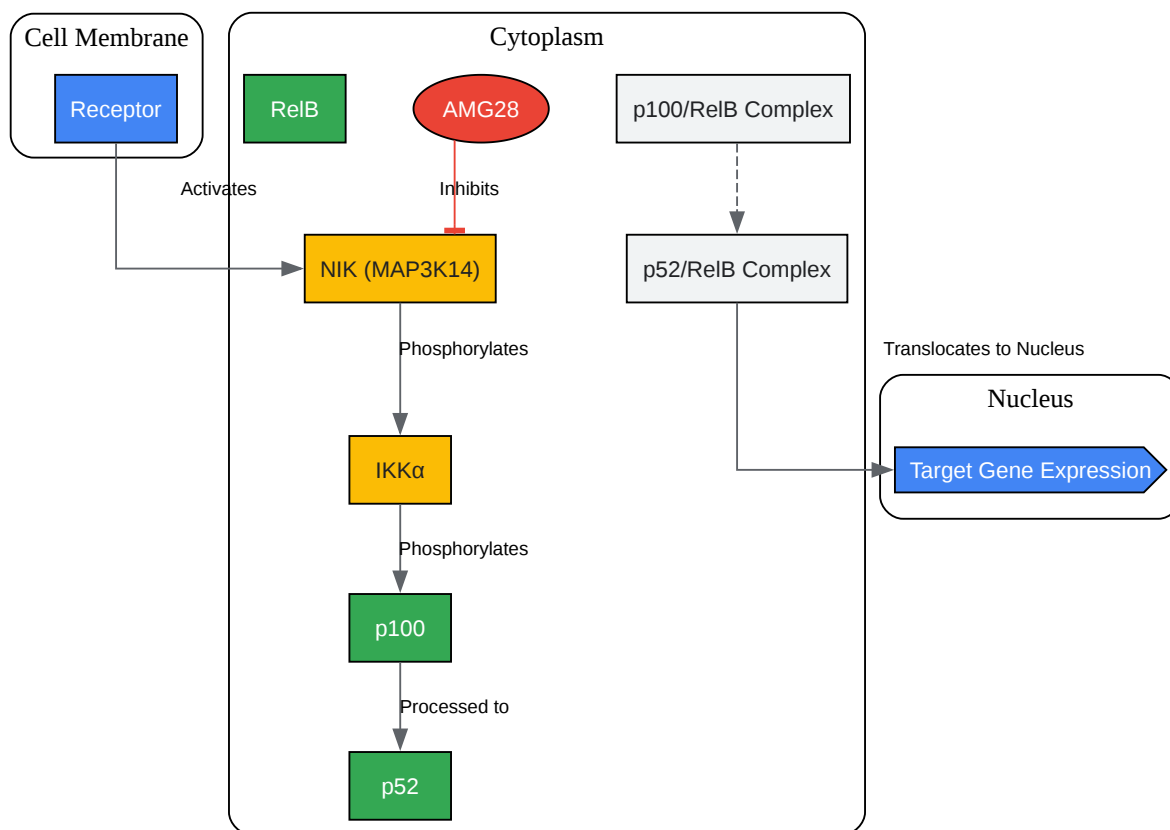 Cell Membrane
Cytoplasm
Receptor
RelB
AMG28
p100/RelB Complex
Activates
Inhibits
NIK (MAP3K14)
p52/RelB Complex
Phosphorylates
Translocates to Nucleus
Nucleus
IKKα
Target Gene Expression
Phosphorylates
p100
Processed to
p52